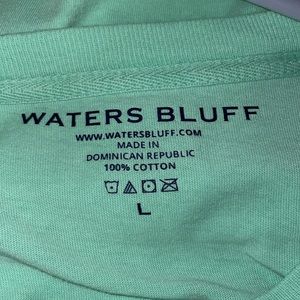 WATERS BLUFF
WWW.WATERSBLUFF.COM
MADE IN
DOMINICAN REPUBLIC
100% COTTON
L